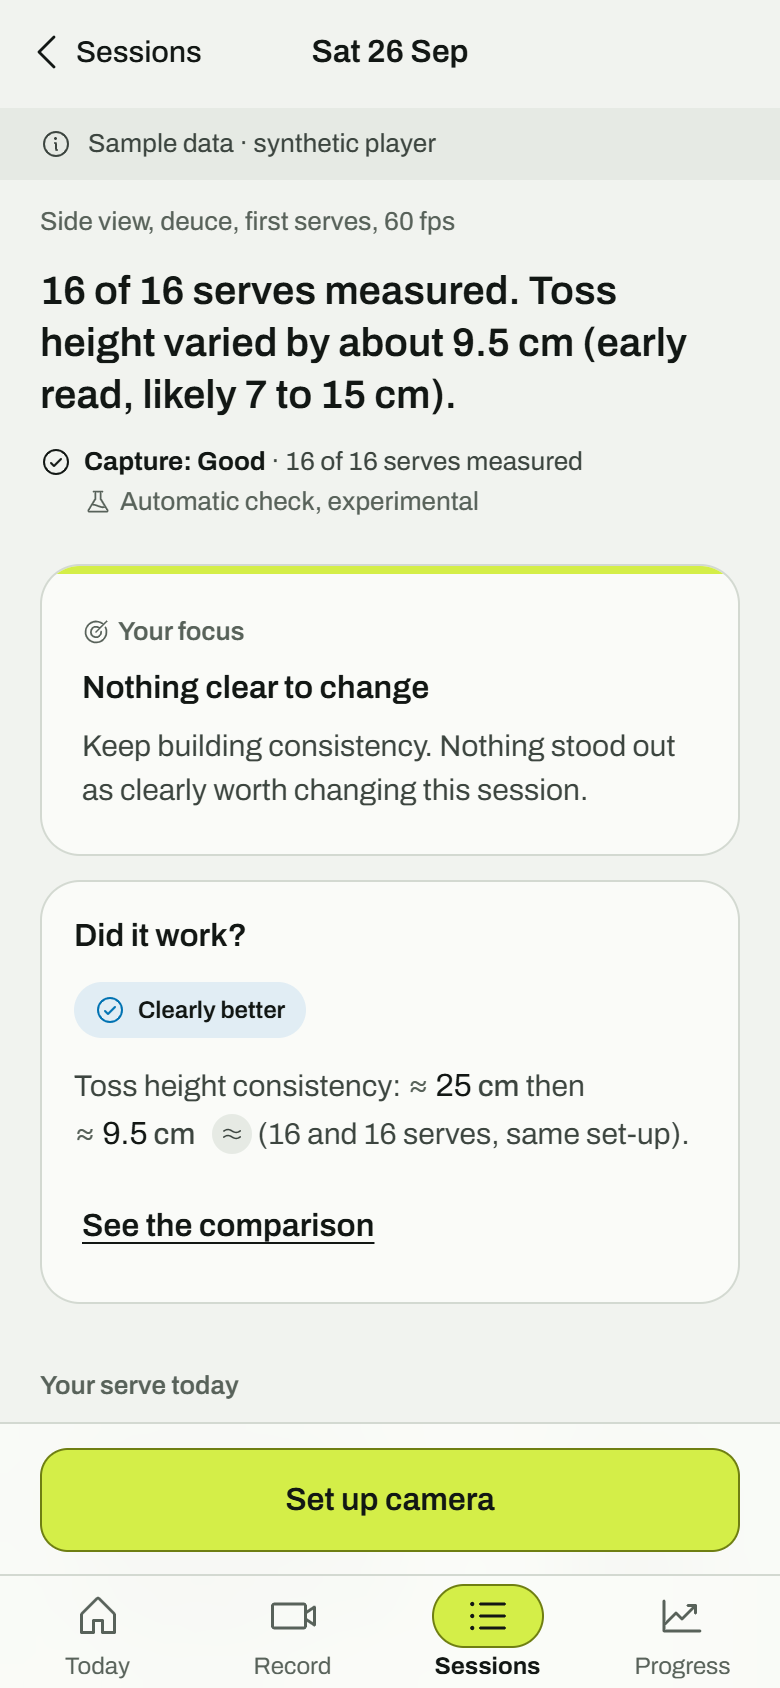 Sessions
Sat 26 Sep
Sample data · synthetic player
Side view, deuce, first serves, 60 fps
16 of 16 serves measured. Toss
height varied by about 9.5 cm (early
read, likely 7 to 15 cm).
Capture: Good · 16 of 16 serves measured
Automatic check, experimental
Your focus
Nothing clear to change
Keep building consistency. Nothing stood out
as clearly worth changing this session.
Did it work?
Clearly better
Toss height consistency: ≈ 25 cm then
≈ 9.5 cm ≈ (16 and 16 serves, same set-up).
See the comparison
Your serve today
Set up camera
Today
Record
Sessions
Progress